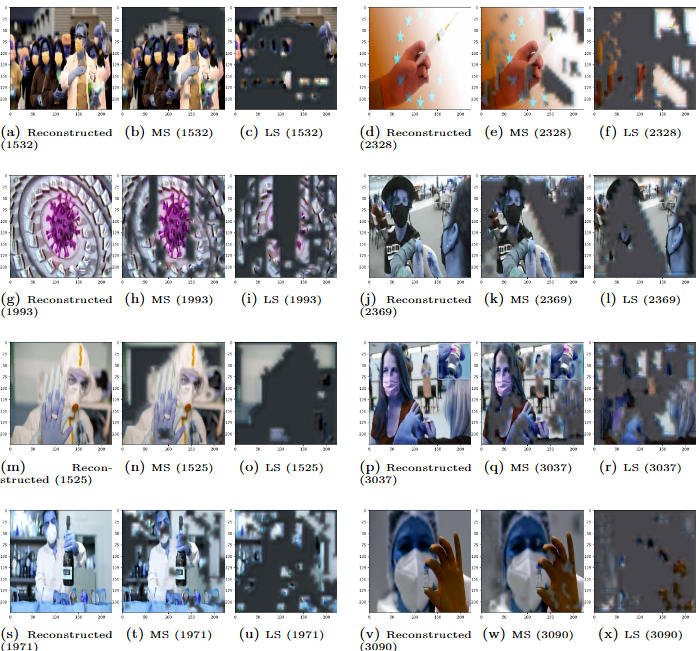 (a) Reconstructed (b) MS (1532) (c) LS (1532) (d) Reconstructed (e) MS (2328) (f) LS (2328)
(1532) (2328)
(g) Reconstructed (h) MS (1993) (i) LS (1993) (j) Reconstructed (k) MS (2369) (l) LS (2369)
(1993) (2369)
(m) Recon- (n) MS (1525) (o) LS (1525) (p) Reconstructed (q) MS (3037) (r) LS (3037)
structed (1525) (3037)
(s) Reconstructed (t) MS (1971) (u) LS (1971) (v) Reconstructed (w) MS (3090) (x) LS (3090)
(1971) (3090)